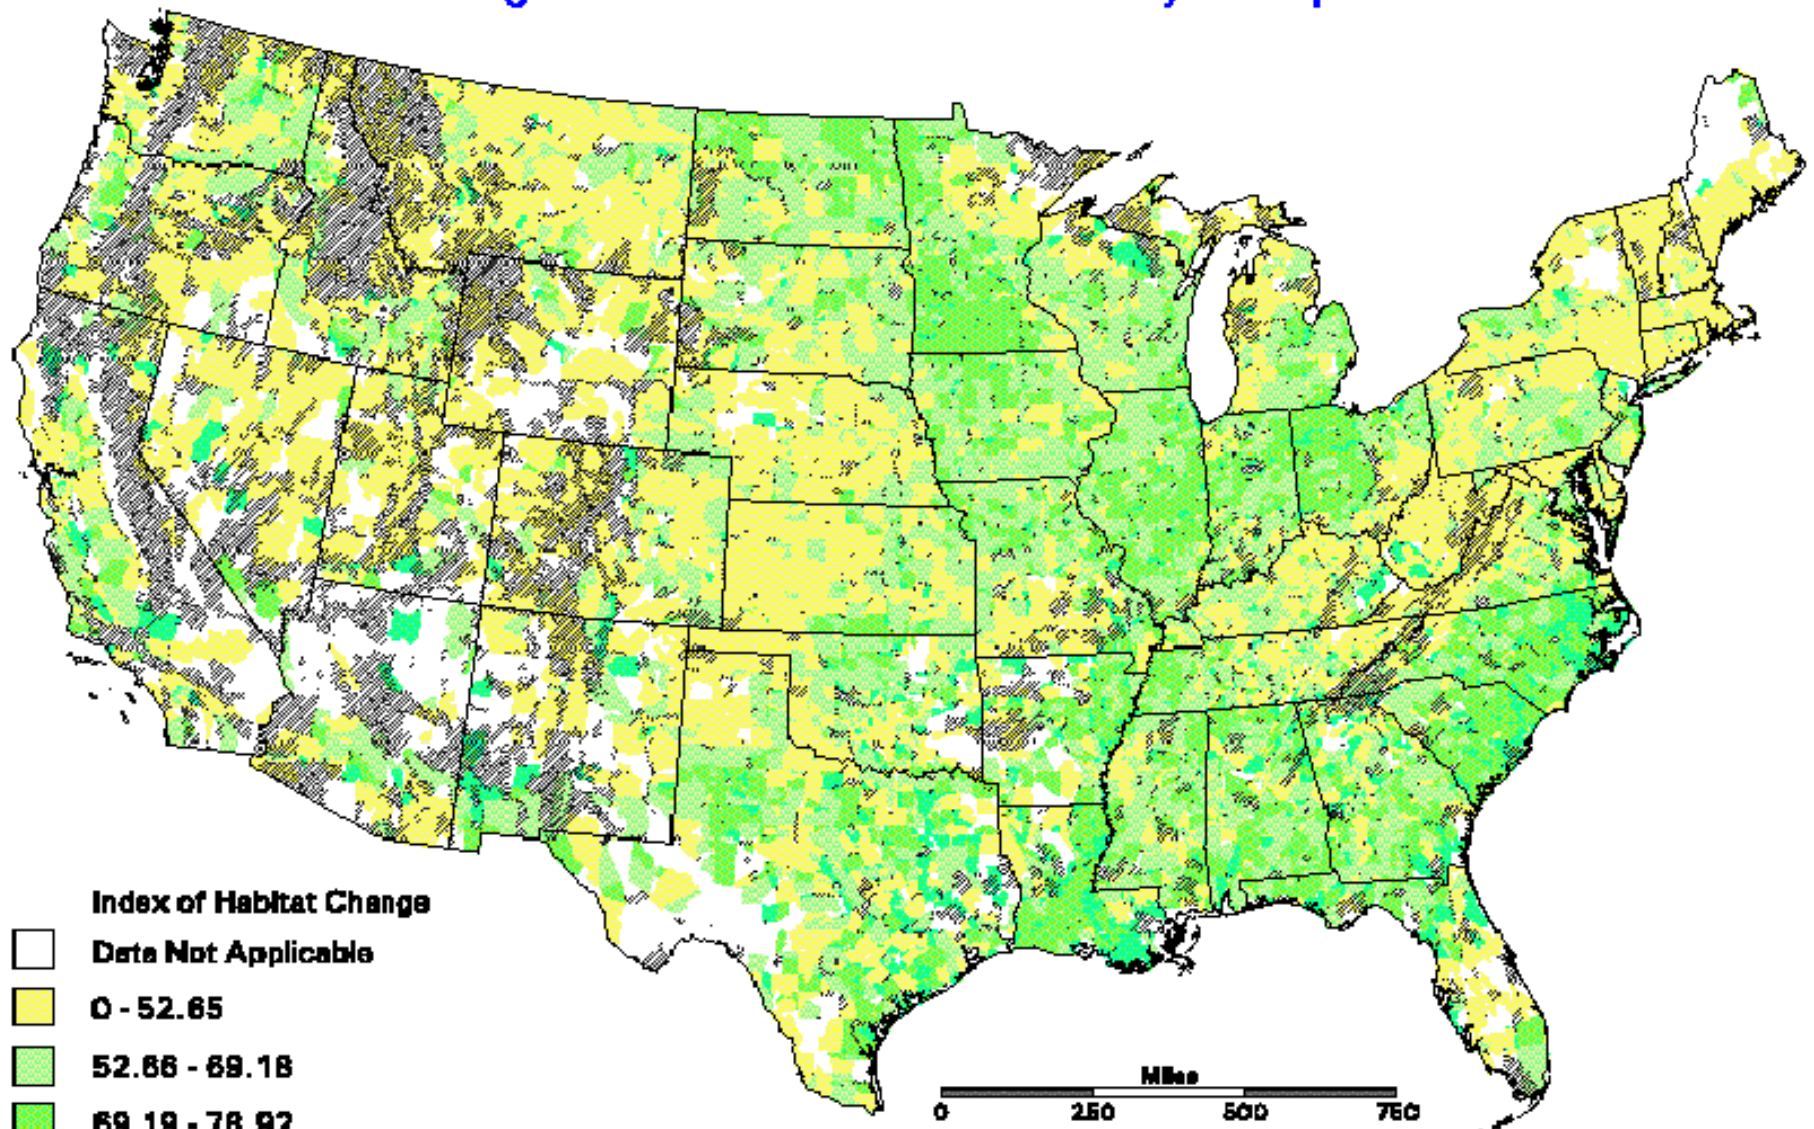 Index of Habitat Change
Data Not Applicable
0 - 52.65
52.66 - 69.18
69.19 - 78.92
Miles
0 250 500 750